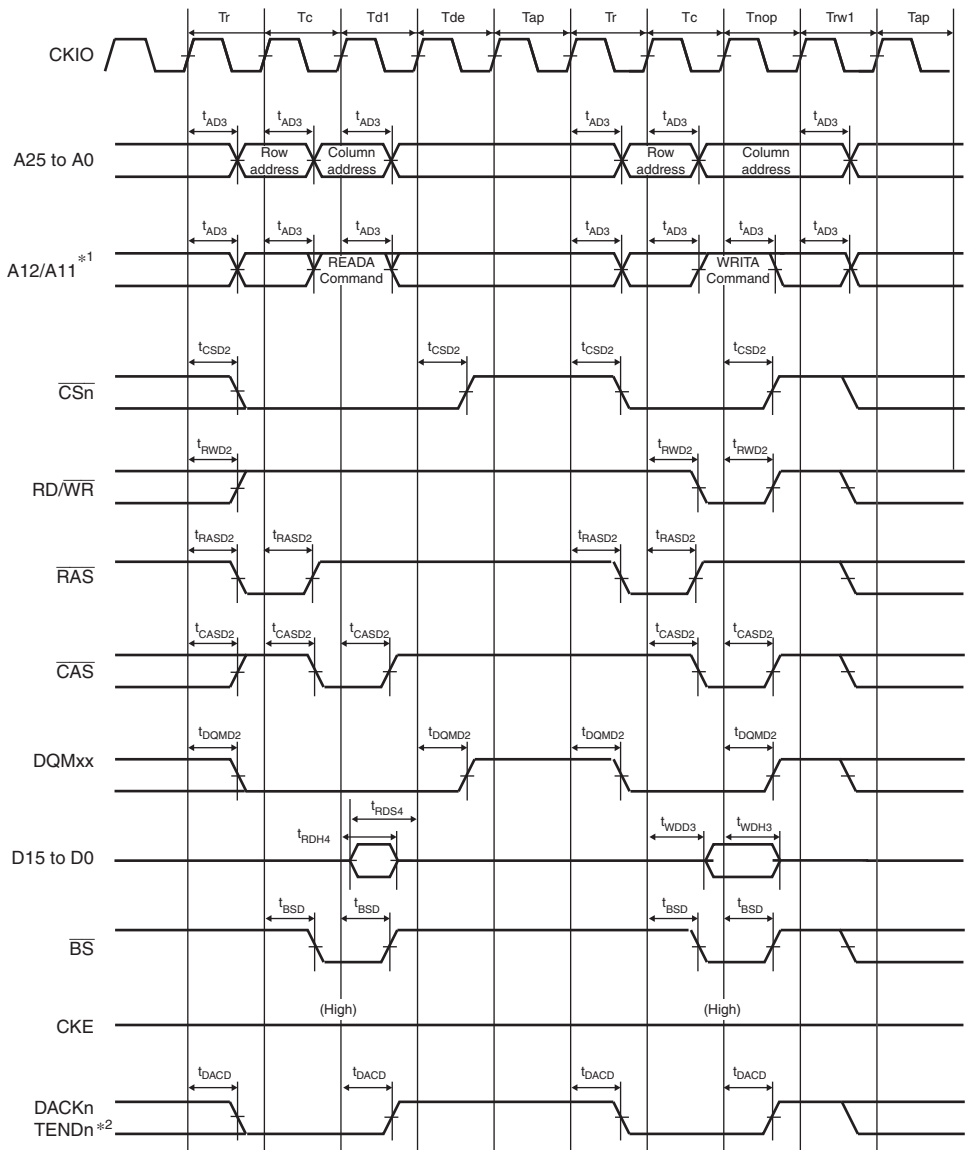 Tr Tc Td1 Tde Tap Tr Tc Tnop Trw1 Tap
CKIO
tAD3 tAD3 tAD3 tAD3 tAD3 tAD3
A25 to A0
Row address Column address Row address Column address
tAD3 tAD3 tAD3 tAD3 tAD3 tAD3 tAD3
A12/A11*1
READA Command WRITA Command
tCSD2 tCSD2 tCSD2 tCSD2
CSn
tRWD2 tRWD2 tRWD2
RD/WR
tRASD2 tRASD2 tRASD2 tRASD2
RAS
tCASD2 tCASD2 tCASD2 tCASD2 tCASD2
CAS
tDQMD2 tDQMD2 tDQMD2 tDQMD2
DQMxx
tRDS4
tRDH4 tWDD3 tWDH3
D15 to D0
tBSD tBSD tBSD tBSD
BS
(High) (High)
CKE
tDACD tDACD tDACD tDACD
DACKn
TENDn*2